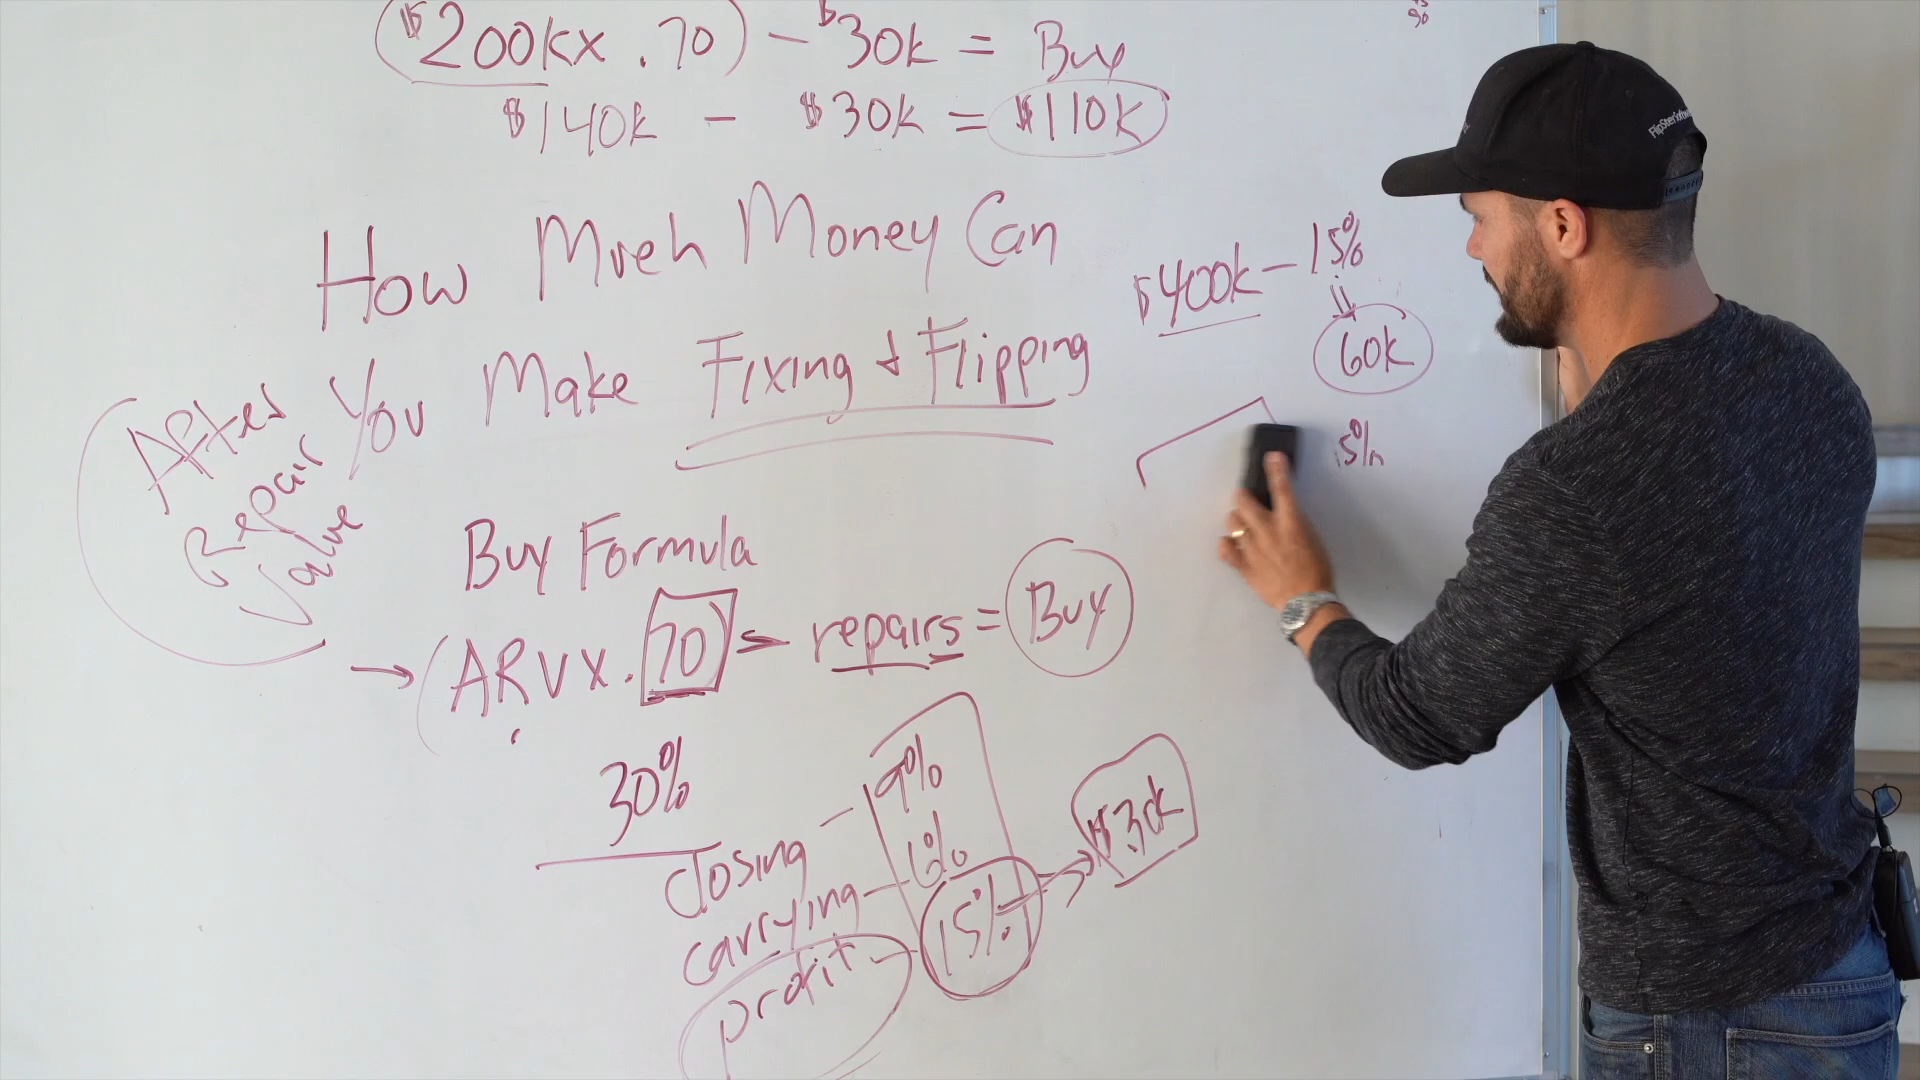 ($200K x .70) - $30K = Buy
$140K - $30K = $110K
How Much Money Can
You Make Fixing + Flipping
After
Repair
Value
$400K - 15%
=
60K
Buy Formula
(ARV x .70 - repairs = Buy
30%
closing - 9%
carrying - 6%
profit - 15% → $30K